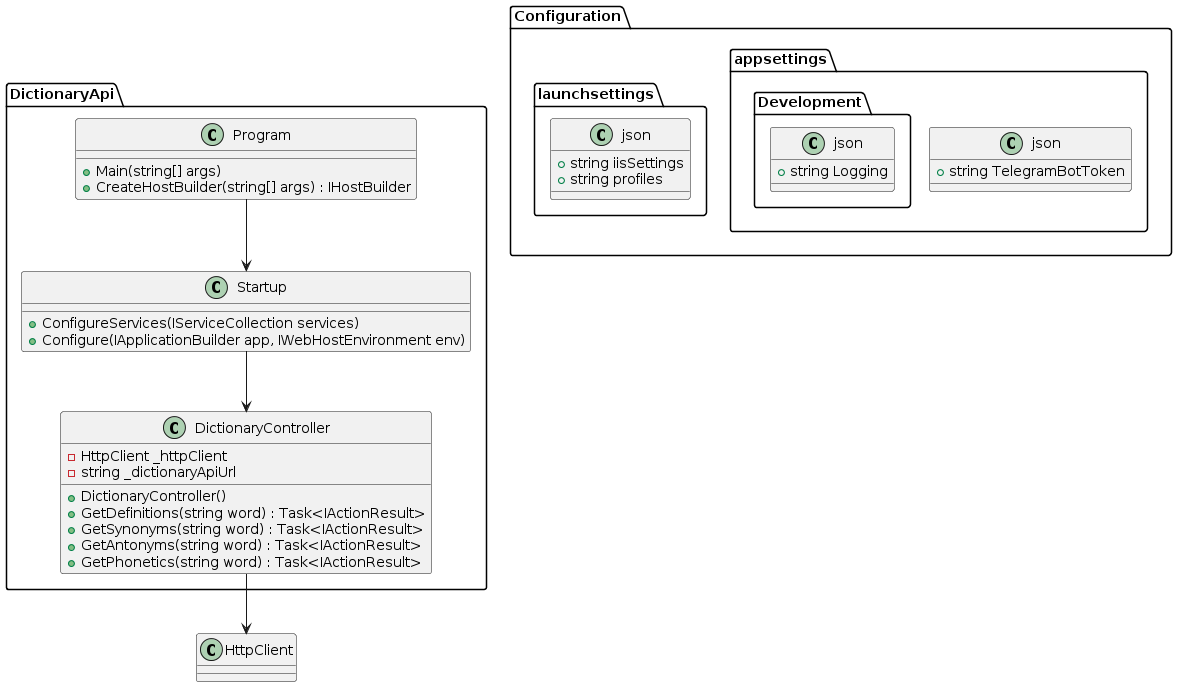 DictionaryApi
C Program
Main(string[] args)
CreateHostBuilder(string[] args) : IHostBuilder
C Startup
ConfigureServices(IServiceCollection services)
Configure(IApplicationBuilder app, IWebHostEnvironment env)
C DictionaryController
HttpClient _httpClient
string _dictionaryApiUrl
DictionaryController()
GetDefinitions(string word) : Task<IActionResult>
GetSynonyms(string word) : Task<IActionResult>
GetAntonyms(string word) : Task<IActionResult>
GetPhonetics(string word) : Task<IActionResult>
C HttpClient
Configuration
launchsettings
C json
string iisSettings
string profiles
appsettings
Development
C json
string Logging
C json
string TelegramBotToken